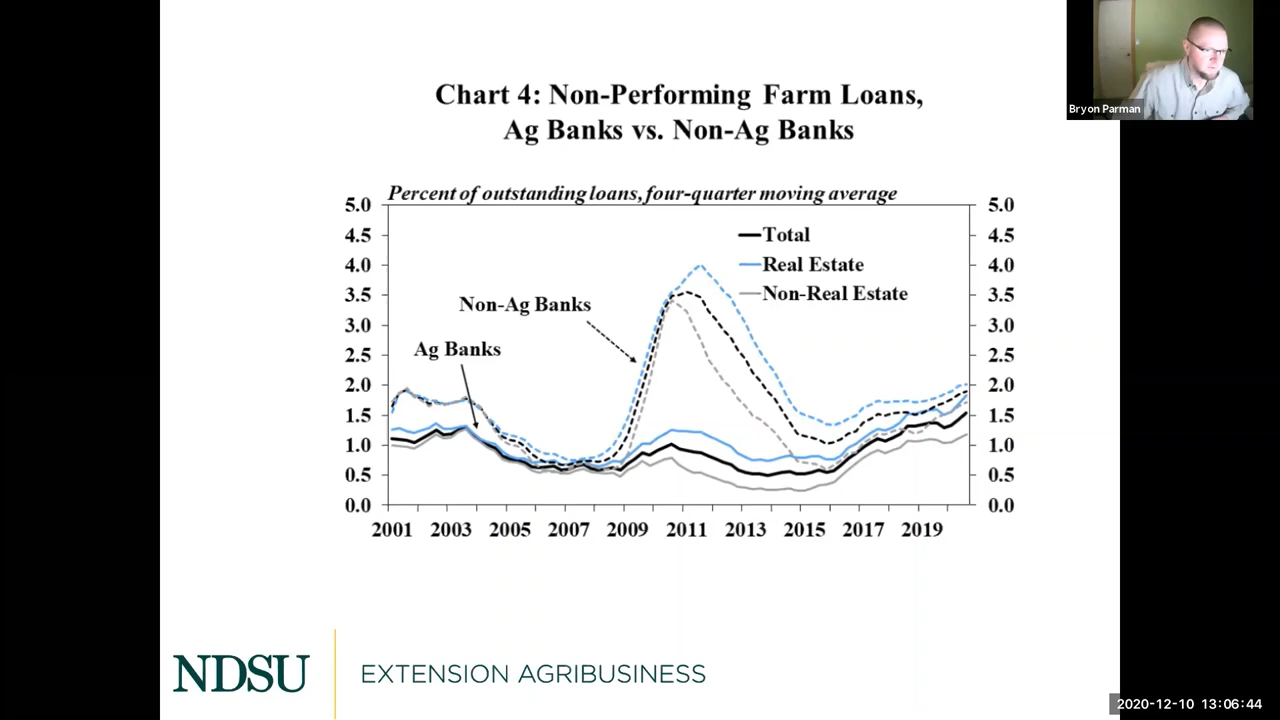 Bryon Parman
Chart 4: Non-Performing Farm Loans,
Ag Banks vs. Non-Ag Banks
Percent of outstanding loans, four-quarter moving average
5.0 5.0
4.5 Total 4.5
4.0 Real Estate 4.0
3.5 Non-Real Estate 3.5
Non-Ag Banks
3.0 3.0
Ag Banks
2.5 2.5
2.0 2.0
1.5 1.5
1.0 1.0
0.5 0.5
0.0 0.0
2001 2003 2005 2007 2009 2011 2013 2015 2017 2019
NDSU EXTENSION AGRIBUSINESS
2020-12-10 13:06:44